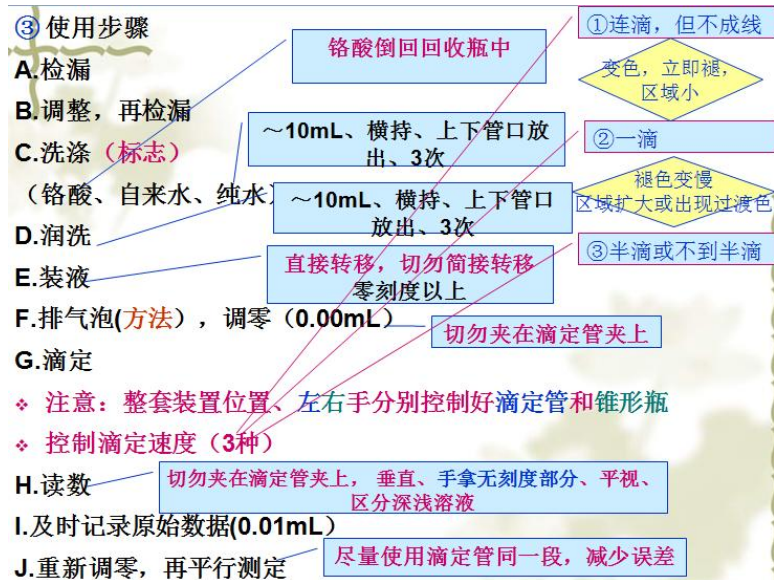 ③ 使用步骤
A.检漏
B.调整，再检漏
C.洗涤（标志）
（铬酸、自来水、纯水）
D.润洗
E.装液
F.排气泡(方法），调零（0.00mL）
G.滴定
❖ 注意：整套装置位置、左右手分别控制好滴定管和锥形瓶
❖ 控制滴定速度（3种）
H.读数
I.及时记录原始数据(0.01mL）
J.重新调零，再平行测定
铬酸倒回回收瓶中
～10mL、横持、上下管口放
出、3次
～10mL、横持、上下管口
放出、3次
直接转移，切勿简接转移
零刻度以上
切勿夹在滴定管夹上
切勿夹在滴定管夹上， 垂直、手拿无刻度部分、平视、
区分深浅溶液
尽量使用滴定管同一段，减少误差
①连滴，但不成线
变色，立即褪，
区域小
②一滴
褪色变慢
区域扩大或出现过渡色
③半滴或不到半滴